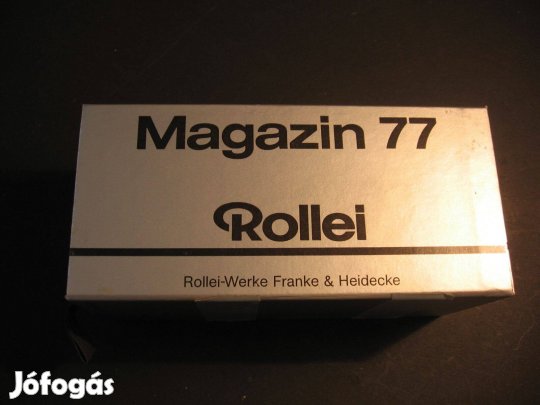 Magazin 77
Rollei
Rollei-Werke Franke & Heidecke
Jófogás